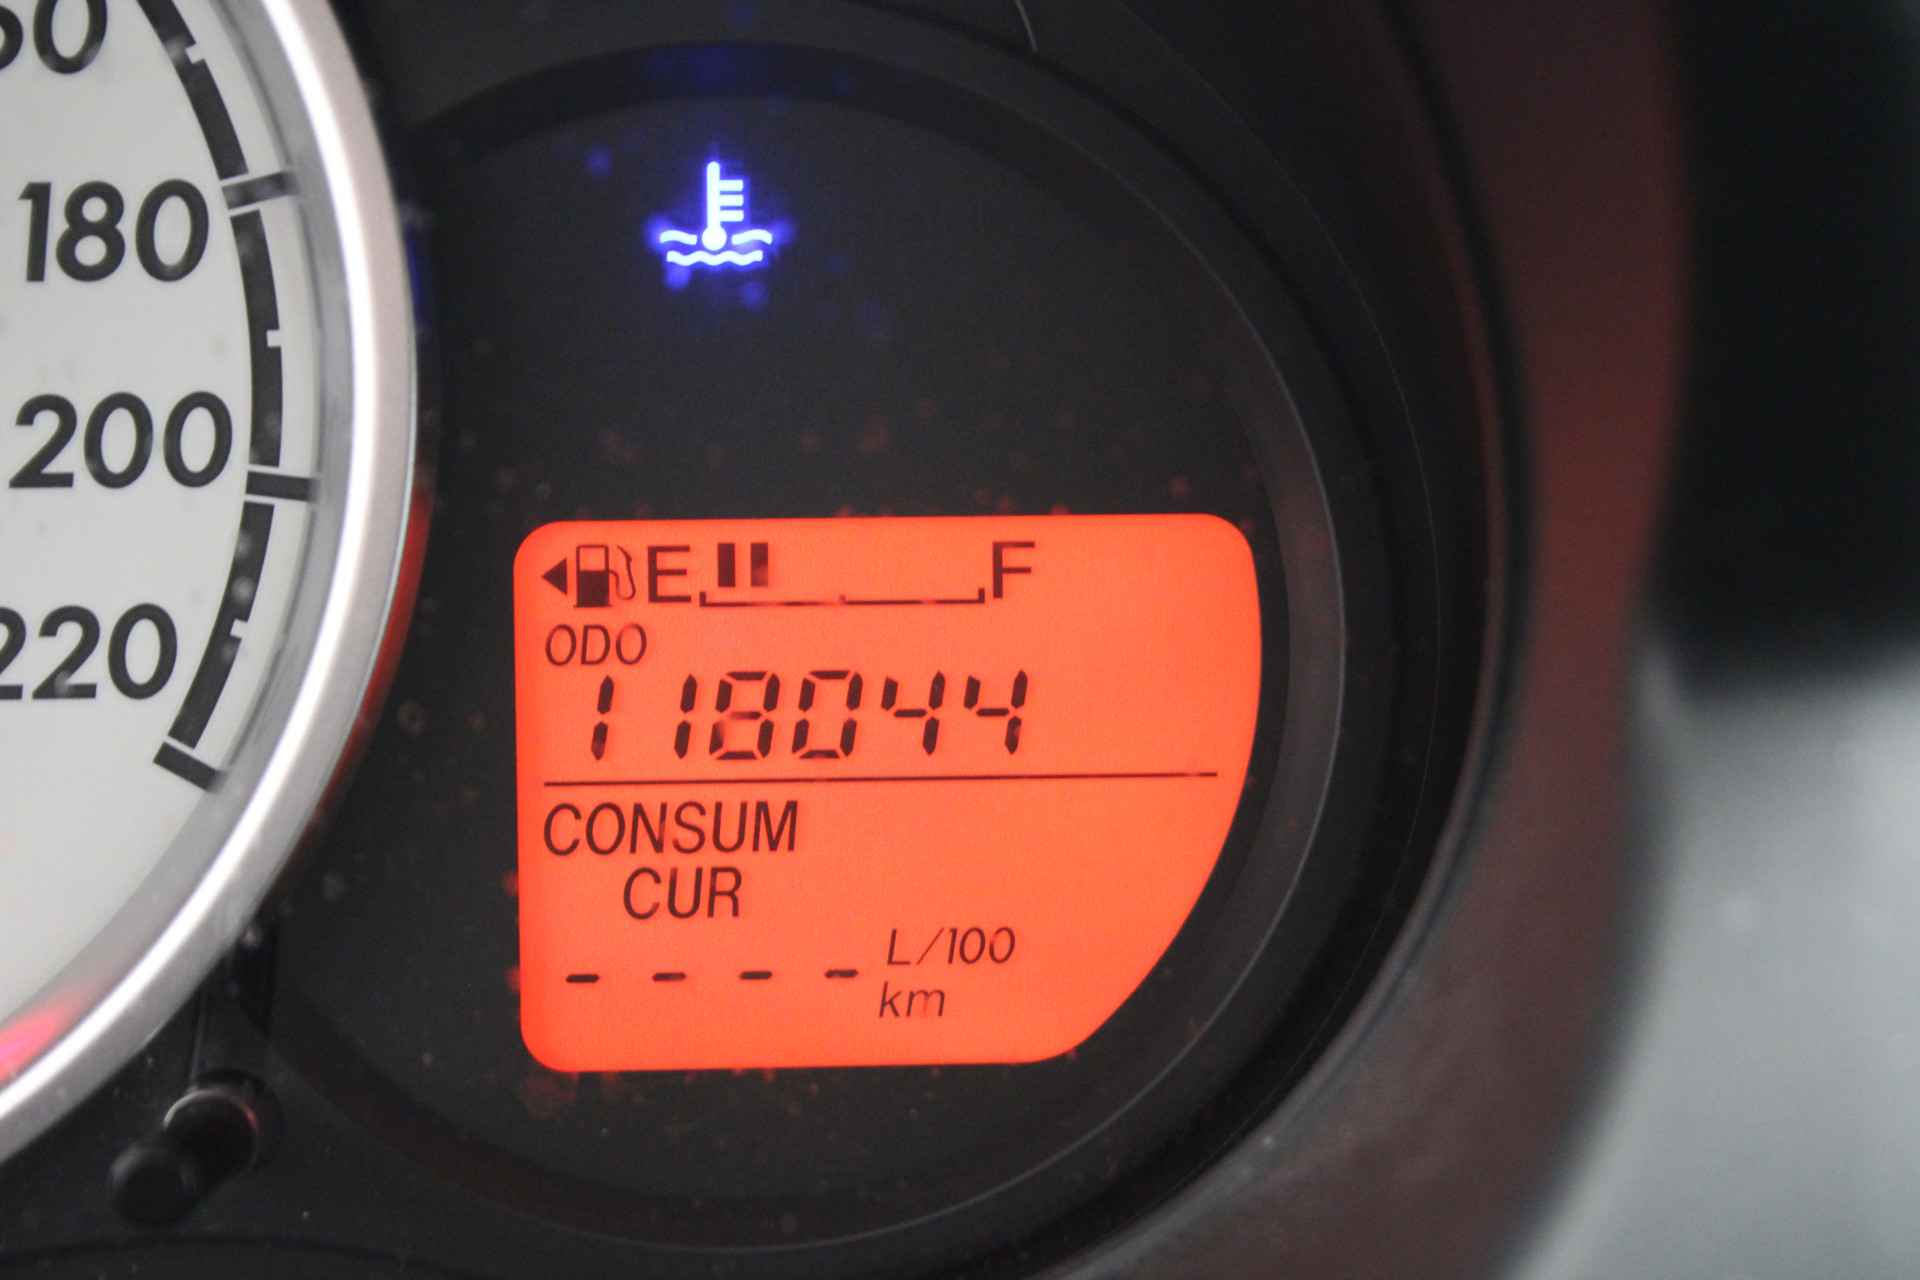 180
200
220
E F
ODO
118044
CONSUM
CUR
- - - - L/100
km